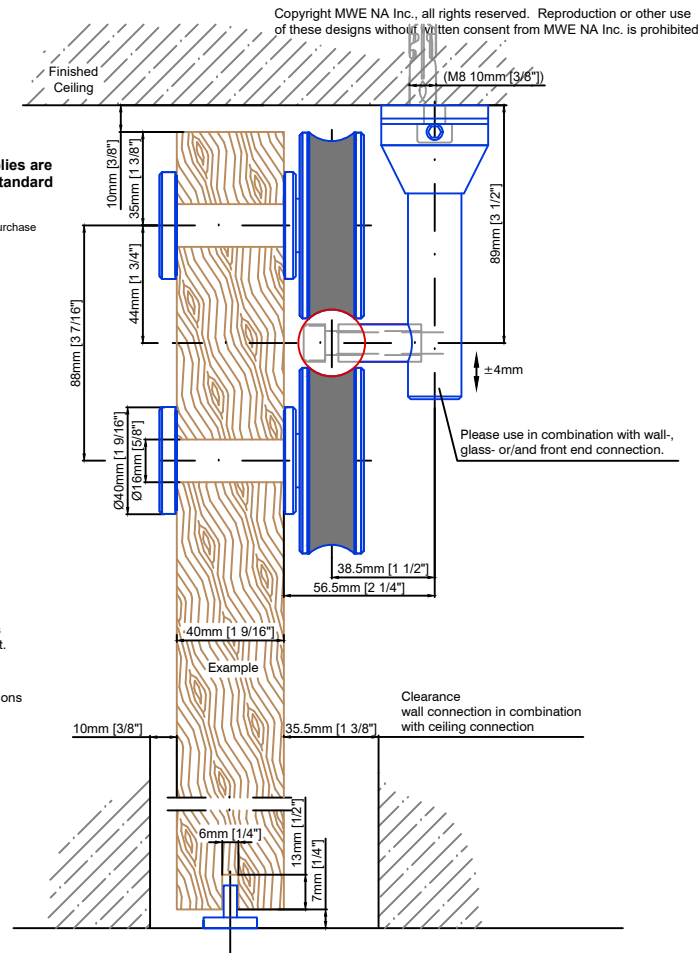 Copyright MWE NA Inc., all rights reserved. Reproduction or other use
of these designs without written consent from MWE NA Inc. is prohibited
Finished
Ceiling
(M8 10mm [3/8"])
plies are
standard
urchase
10mm [3/8"]
35mm [1 3/8"]
44mm [1 3/4"]
88mm [3 7/16"]
89mm [3 1/2"]
±4mm
Ø40mm [1 9/16"]
Ø16mm [5/8"]
Please use in combination with wall-,
glass- or/and front end connection.
38.5mm [1 1/2"]
56.5mm [2 1/4"]
40mm [1 9/16"]
t.
Example
ions
Clearance
wall connection in combination
with ceiling connection
10mm [3/8"]
35.5mm [1 3/8"]
6mm [1/4"]
13mm [1/2"]
7mm [1/4"]